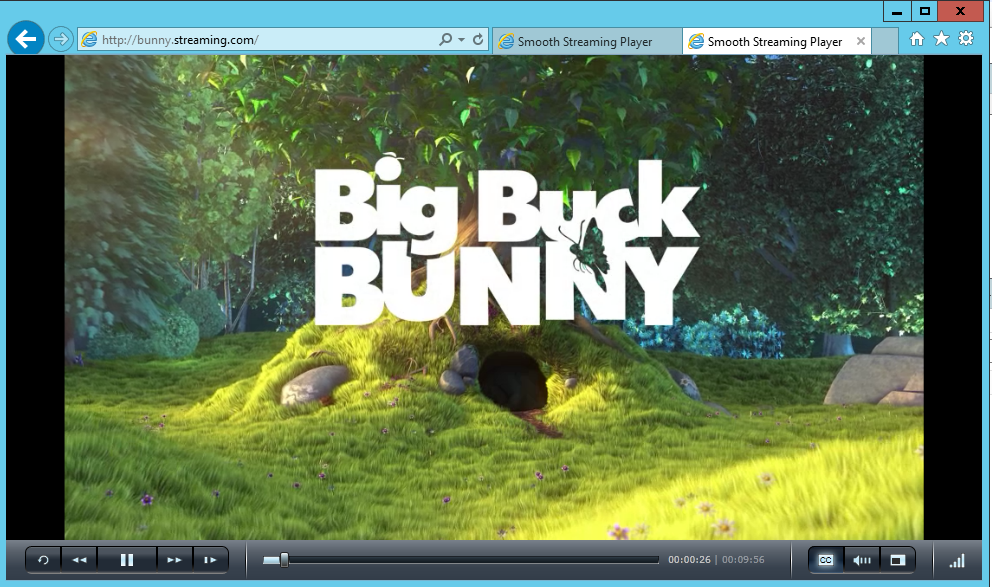 http://bunny.streaming.com/
Smooth Streaming Player
Smooth Streaming Player
Big Buck
BUNNY
00:00:26 | 00:09:56
CC